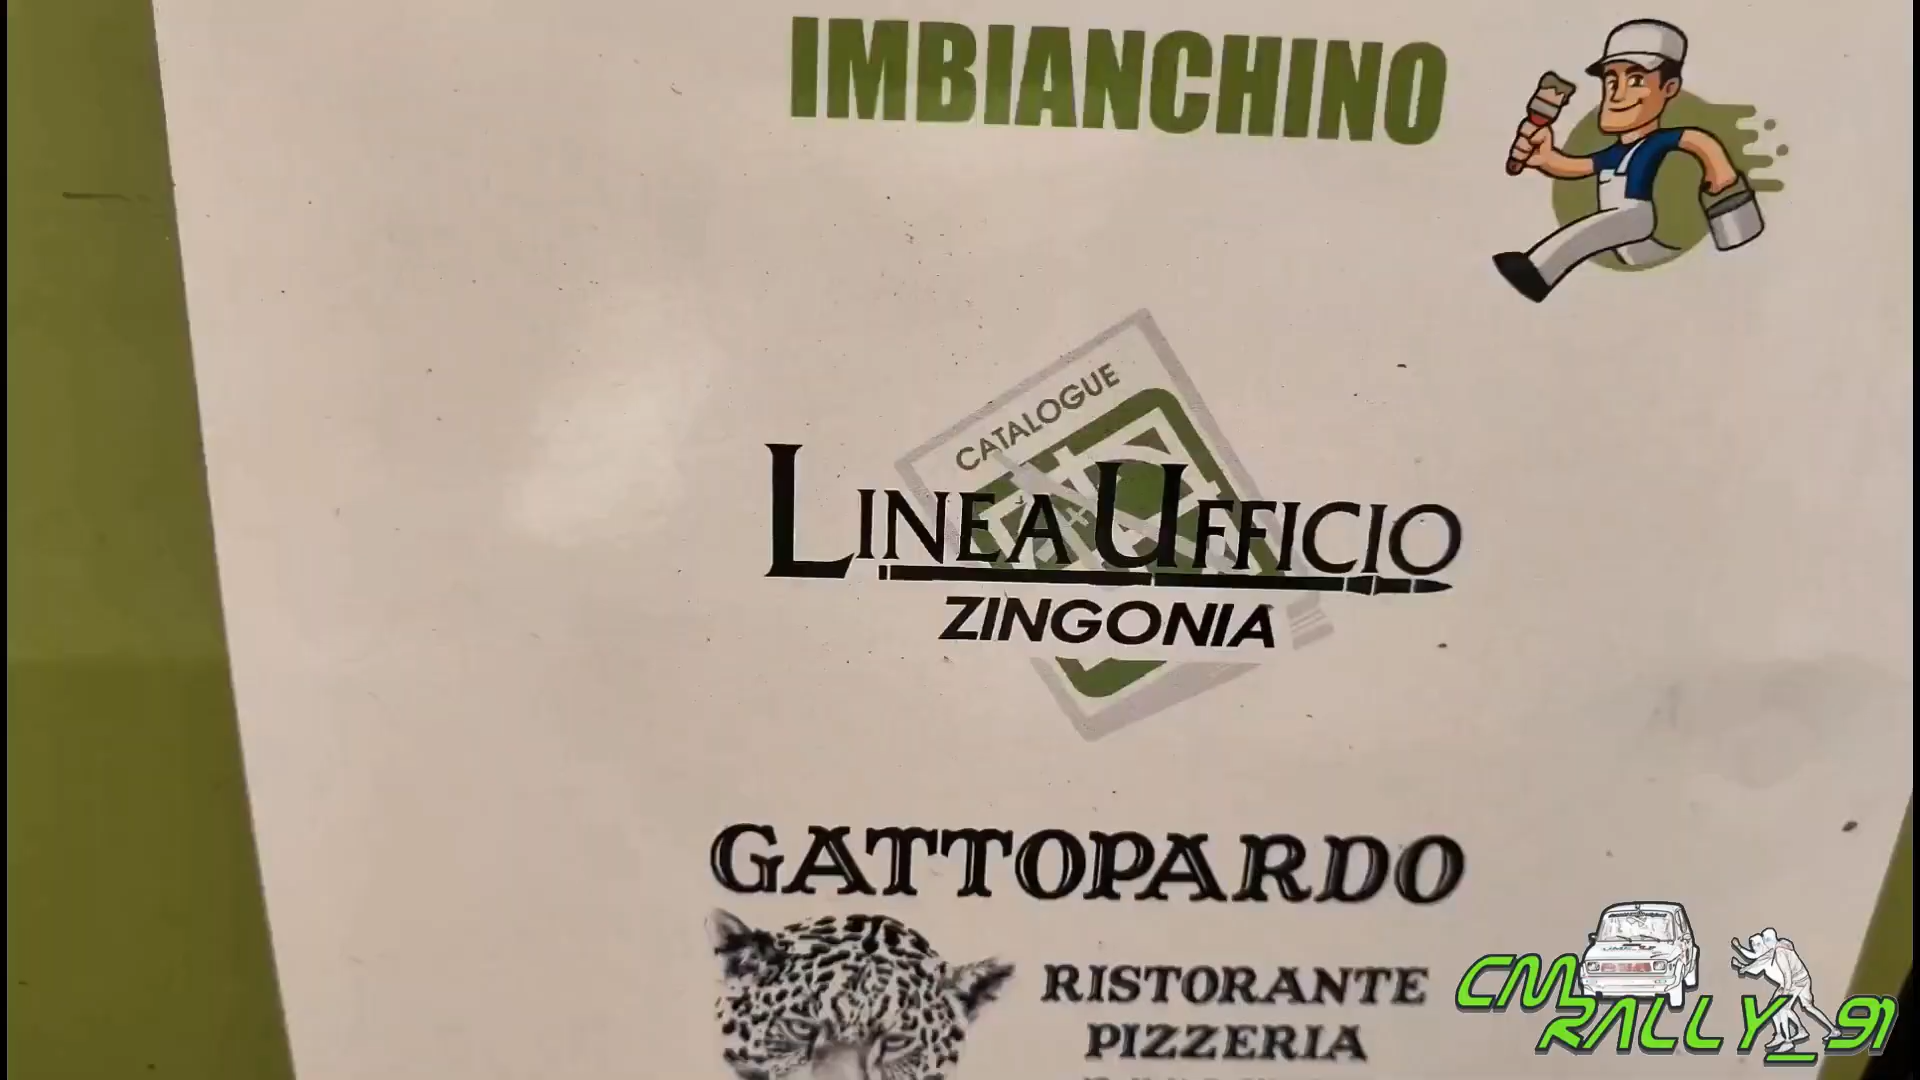 IMBIANCHINO
CATALOGUE
LINEA UFFICIO
ZINGONIA
GATTOPARDO
RISTORANTE
PIZZERIA
CM
RALLY_91